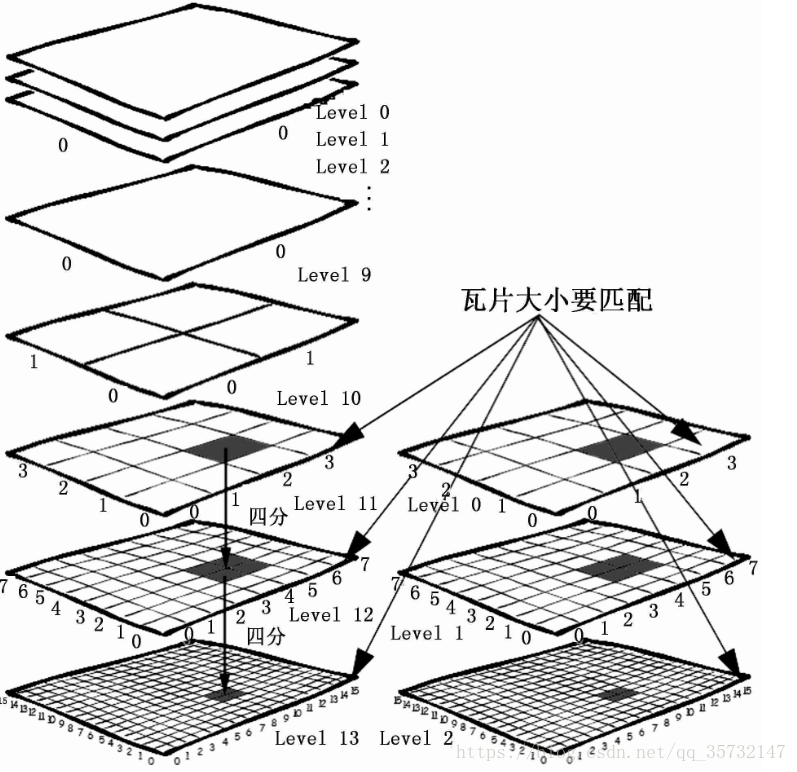 Level 0
0 0
Level 1
Level 2
⋮
0 0
Level 9
瓦片大小要匹配
1 0 0 1
Level 10
3 2 1 0 0 1 2 3
Level 11
3 2 1 0 0 1 2 3
Level 0
四分
7 6 5 4 3 2 1 0 0 1 2 3 4 5 6 7
Level 12
7 6 5 4 3 2 1 0 0 1 2 3 4 5 6 7
Level 1
四分
15 14 13 12 11 10 9 8 7 6 5 4 3 2 1 0 0 1 2 3 4 5 6 7 8 9 10 11 12 13 14 15
Level 13
15 14 13 12 11 10 9 8 7 6 5 4 3 2 1 0 0 1 2 3 4 5 6 7 8 9 10 11 12 13 14 15
Level 2
https://blog.csdn.net/qq_35732147